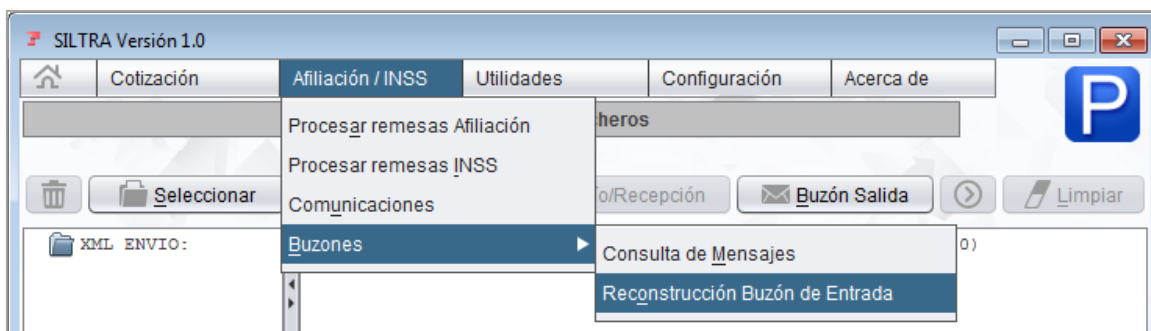 SILTRA Versión 1.0
Cotización Afiliación / INSS Utilidades Configuración Acerca de
cheros
P
Procesar remesas Afiliación
Procesar remesas INSS
Seleccionar o/Recepción Buzón Salida Limpiar
Comunicaciones
XML ENVIO: 0)
Buzones
Consulta de Mensajes
Reconstrucción Buzón de Entrada